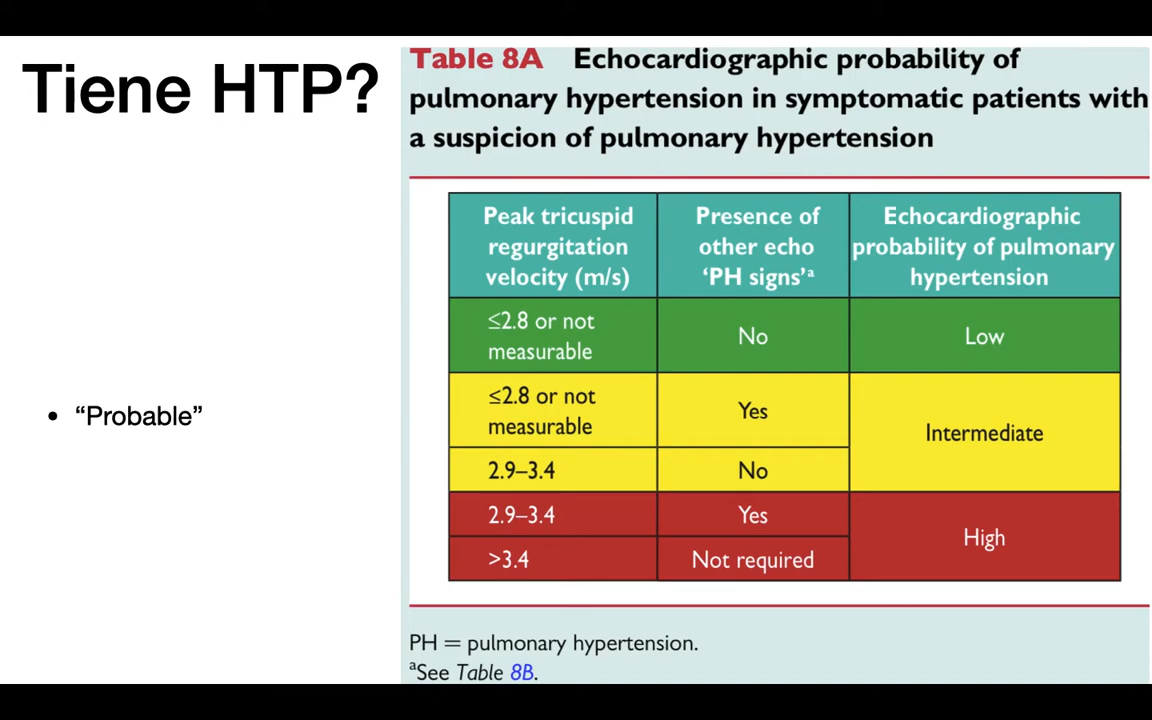 Tiene HTP?
• “Probable”
Table 8A Echocardiographic probability of
pulmonary hypertension in symptomatic patients with
a suspicion of pulmonary hypertension
Peak tricuspid
regurgitation
velocity (m/s)
Presence of
other echo
‘PH signs’ᵃ
Echocardiographic
probability of pulmonary
hypertension
≤2.8 or not
measurable
No
Low
≤2.8 or not
measurable
Yes
Intermediate
2.9–3.4
No
2.9–3.4
Yes
High
>3.4
Not required
PH = pulmonary hypertension.
ᵃSee Table 8B.